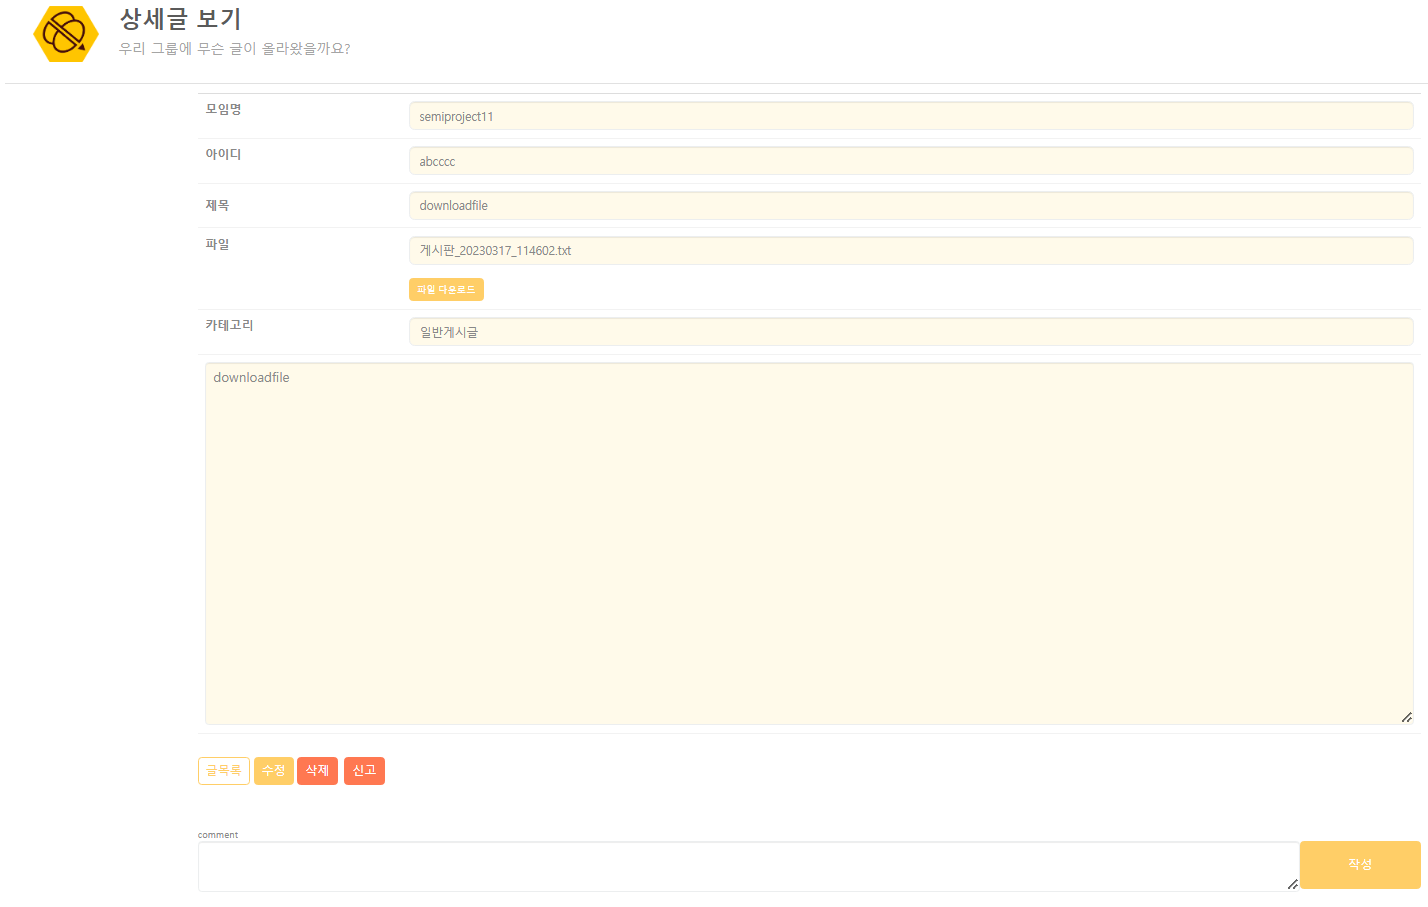 상세글 보기
우리 그룹에 무슨 글이 올라왔을까요?
모임명
semiproject11
아이디
abcccc
제목
downloadfile
파일
게시판_20230317_114602.txt
파일 다운로드
카테고리
일반게시글
downloadfile
글목록 수정 삭제 신고
comment
작성